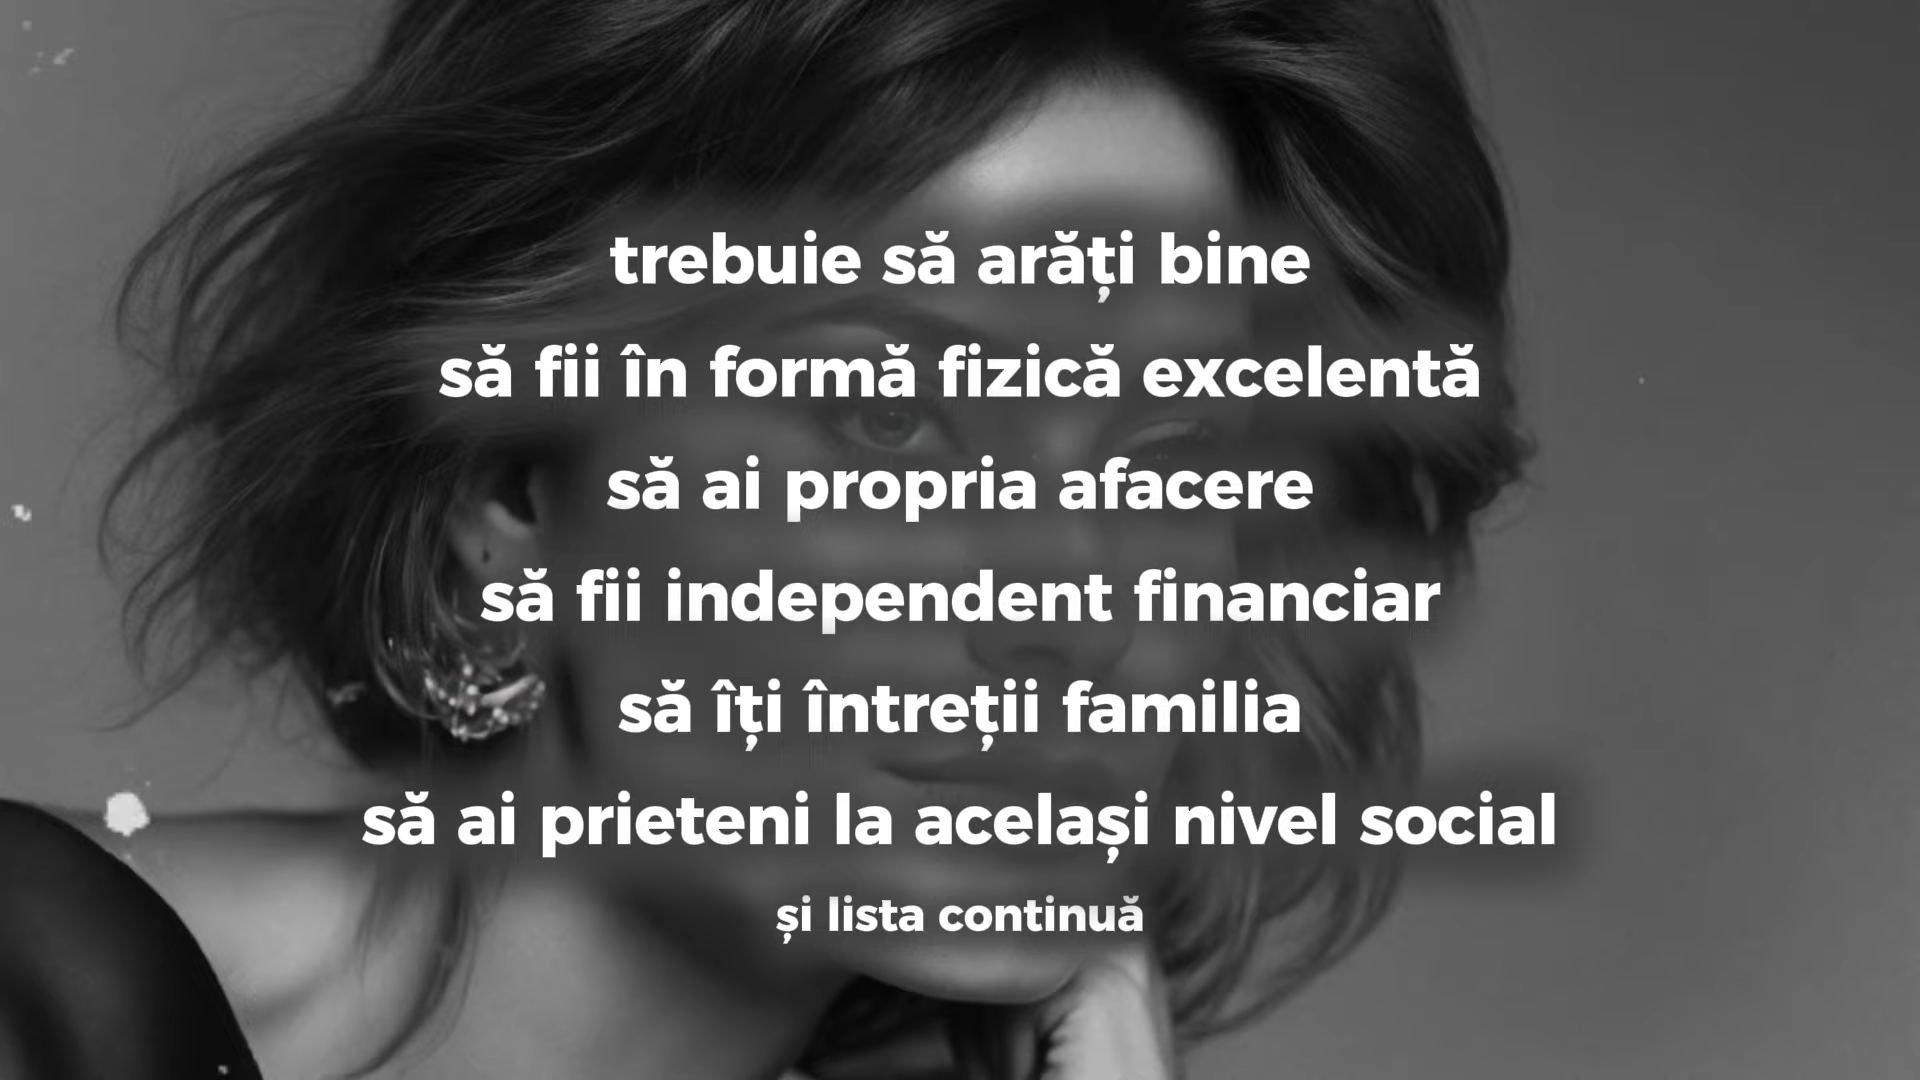 trebuie să arăți bine
să fii în formă fizică excelentă
să ai propria afacere
să fii independent financiar
să îți întreții familia
să ai prieteni la același nivel social
și lista continuă